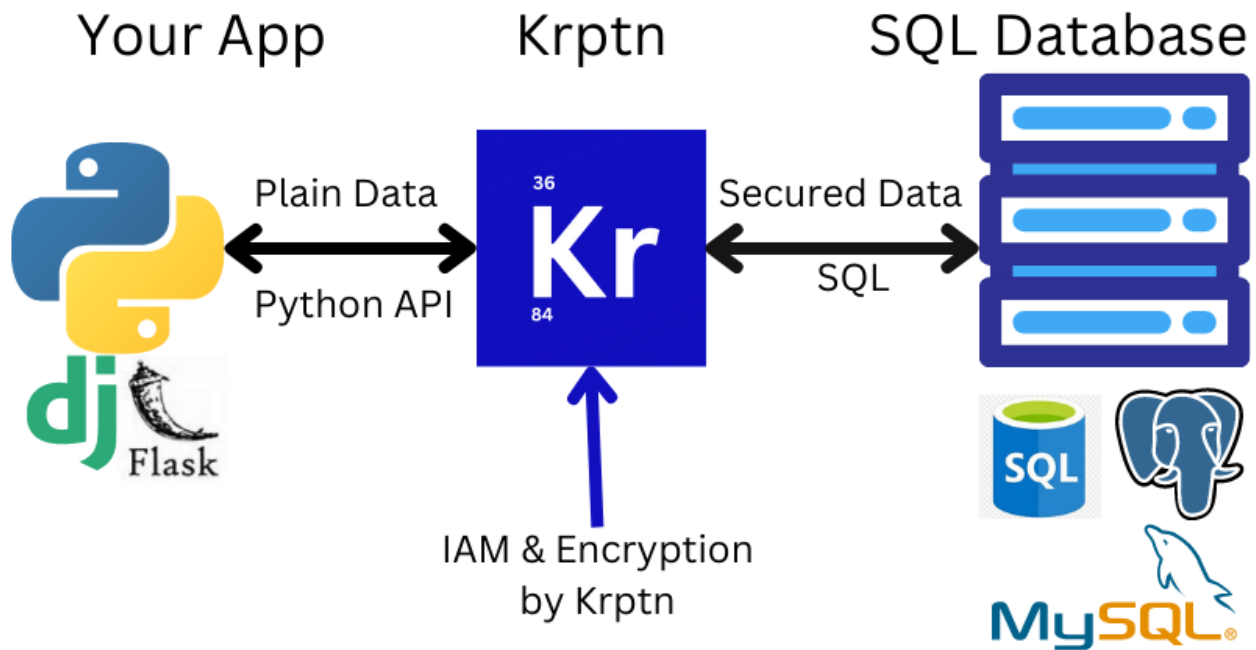 Your App
Krptn
SQL Database
Plain Data
Python API
36
Kr
84
Secured Data
SQL
dj
Flask
IAM & Encryption
by Krptn
SQL
MySQL®